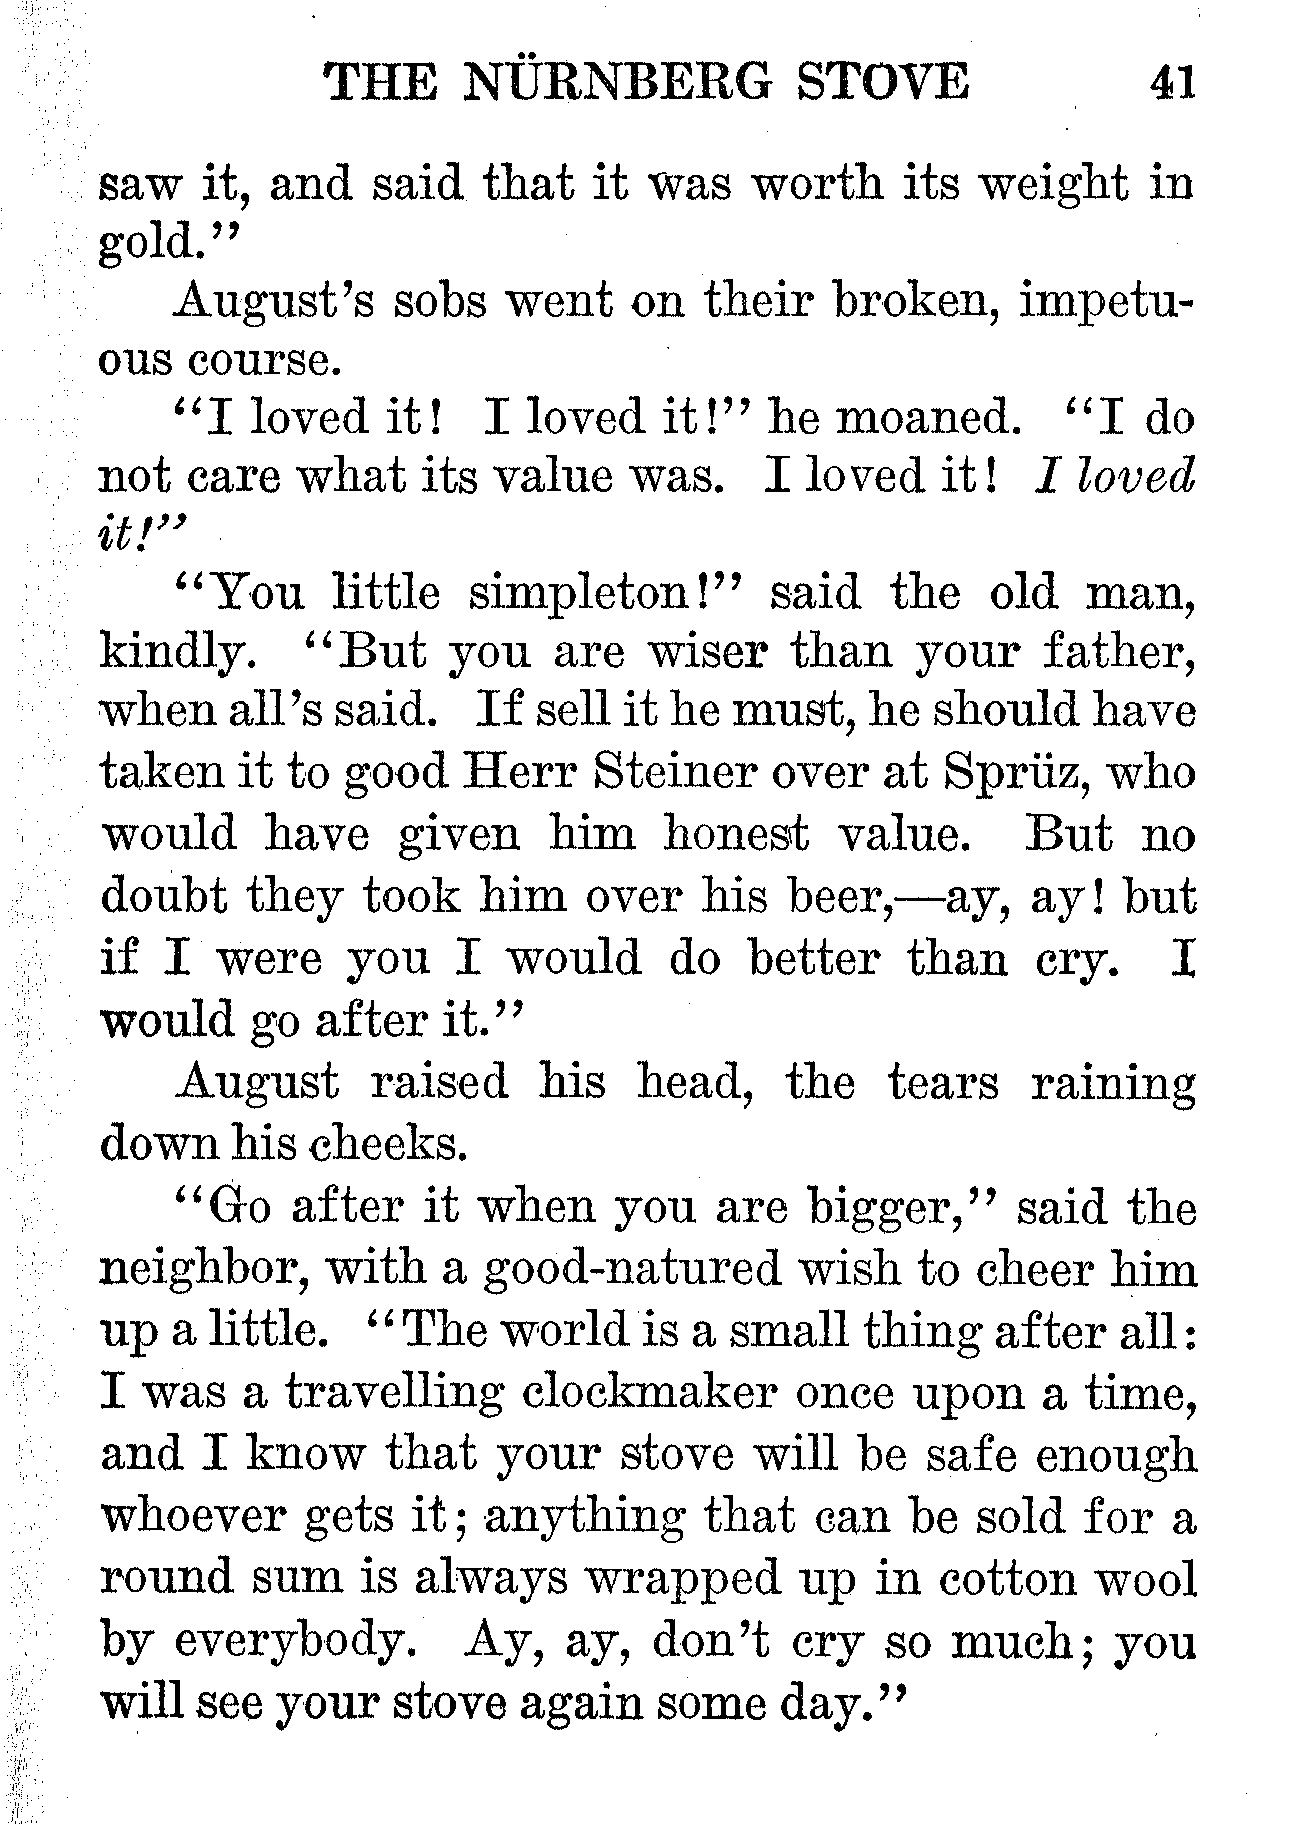 THE NÜRNBERG STOVE 41
saw it, and said that it was worth its weight in
gold."
August's sobs went on their broken, impetu-
ous course.
"I loved it! I loved it!" he moaned. "I do
not care what its value was. I loved it! I loved
it!"
"You little simpleton!" said the old man,
kindly. "But you are wiser than your father,
when all's said. If sell it he must, he should have
taken it to good Herr Steiner over at Sprüz, who
would have given him honest value. But no
doubt they took him over his beer,—ay, ay! but
if I were you I would do better than cry. I
would go after it."
August raised his head, the tears raining
down his cheeks.
"Go after it when you are bigger," said the
neighbor, with a good-natured wish to cheer him
up a little. "The world is a small thing after all:
I was a travelling clockmaker once upon a time,
and I know that your stove will be safe enough
whoever gets it; anything that can be sold for a
round sum is always wrapped up in cotton wool
by everybody. Ay, ay, don't cry so much; you
will see your stove again some day."